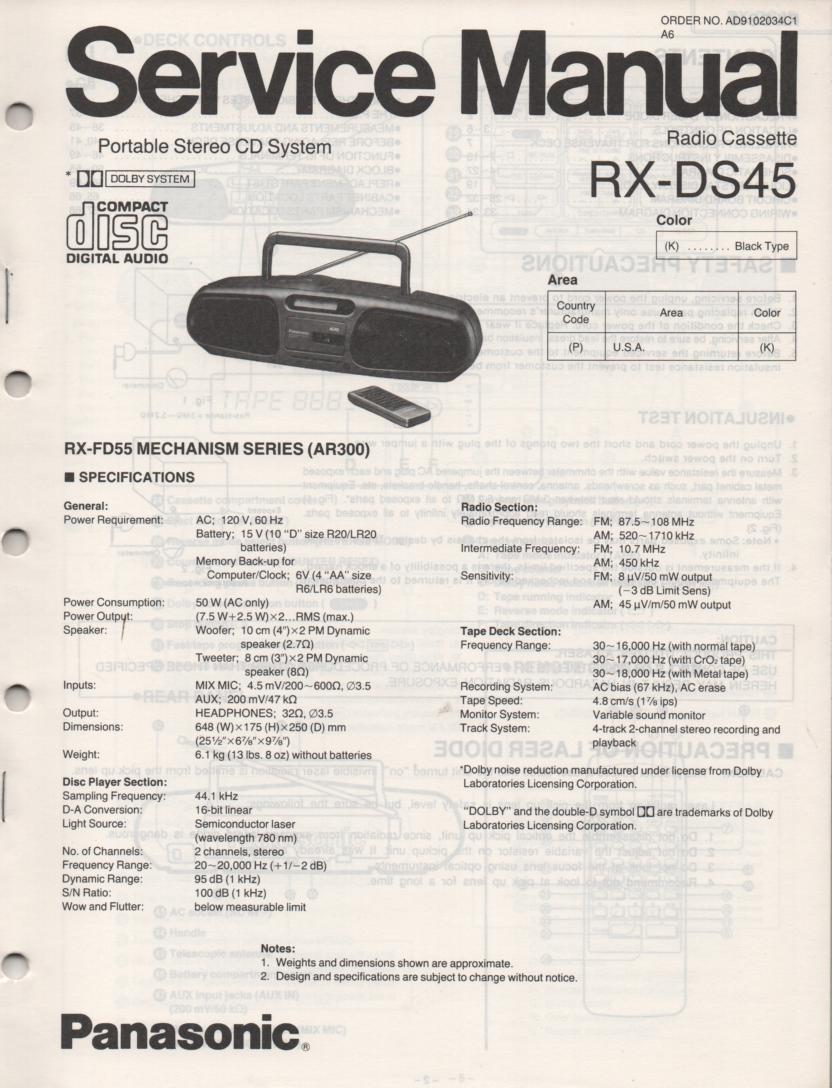 ORDER NO. AD9102034C1
A6
Service Manual
Portable Stereo CD System
Radio Cassette
* DOLBY SYSTEM
RX-DS45
COMPACT
disc
DIGITAL AUDIO
Color
(K) ........ Black Type
Area
Country Code Area Color
(P) U.S.A. (K)
RX-FD55 MECHANISM SERIES (AR300)
■ SPECIFICATIONS
General:
Power Requirement: AC; 120 V, 60 Hz
Battery; 15 V (10 "D" size R20/LR20
batteries)
Memory Back-up for
Computer/Clock; 6V (4 "AA" size
R6/LR6 batteries)
Power Consumption: 50 W (AC only)
Power Output: (7.5 W+2.5 W)×2...RMS (max.)
Speaker: Woofer; 10 cm (4")×2 PM Dynamic
speaker (2.7Ω)
Tweeter; 8 cm (3")×2 PM Dynamic
speaker (8Ω)
Inputs: MIX MIC; 4.5 mV/200~600Ω, ∅3.5
AUX; 200 mV/47 kΩ
Output: HEADPHONES; 32Ω, ∅3.5
Dimensions: 648 (W)×175 (H)×250 (D) mm
(25½"×6⅞"×9⅞")
Weight: 6.1 kg (13 lbs. 8 oz) without batteries
Disc Player Section:
Sampling Frequency: 44.1 kHz
D-A Conversion: 16-bit linear
Light Source: Semiconductor laser
(wavelength 780 nm)
No. of Channels: 2 channels, stereo
Frequency Range: 20~20,000 Hz (+1/−2 dB)
Dynamic Range: 95 dB (1 kHz)
S/N Ratio: 100 dB (1 kHz)
Wow and Flutter: below measurable limit
Radio Section:
Radio Frequency Range: FM; 87.5~108 MHz
AM; 520~1710 kHz
Intermediate Frequency: FM; 10.7 MHz
AM; 450 kHz
Sensitivity: FM; 8 μV/50 mW output
(−3 dB Limit Sens)
AM; 45 μV/m/50 mW output
Tape Deck Section:
Frequency Range: 30~16,000 Hz (with normal tape)
30~17,000 Hz (with CrO₂ tape)
30~18,000 Hz (with Metal tape)
Recording System: AC bias (67 kHz), AC erase
Tape Speed: 4.8 cm/s (1⅞ ips)
Monitor System: Variable sound monitor
Track System: 4-track 2-channel stereo recording and
playback
*Dolby noise reduction manufactured under license from Dolby
Laboratories Licensing Corporation.
"DOLBY" and the double-D symbol are trademarks of Dolby
Laboratories Licensing Corporation.
Notes:
1. Weights and dimensions shown are approximate.
2. Design and specifications are subject to change without notice.
Panasonic®